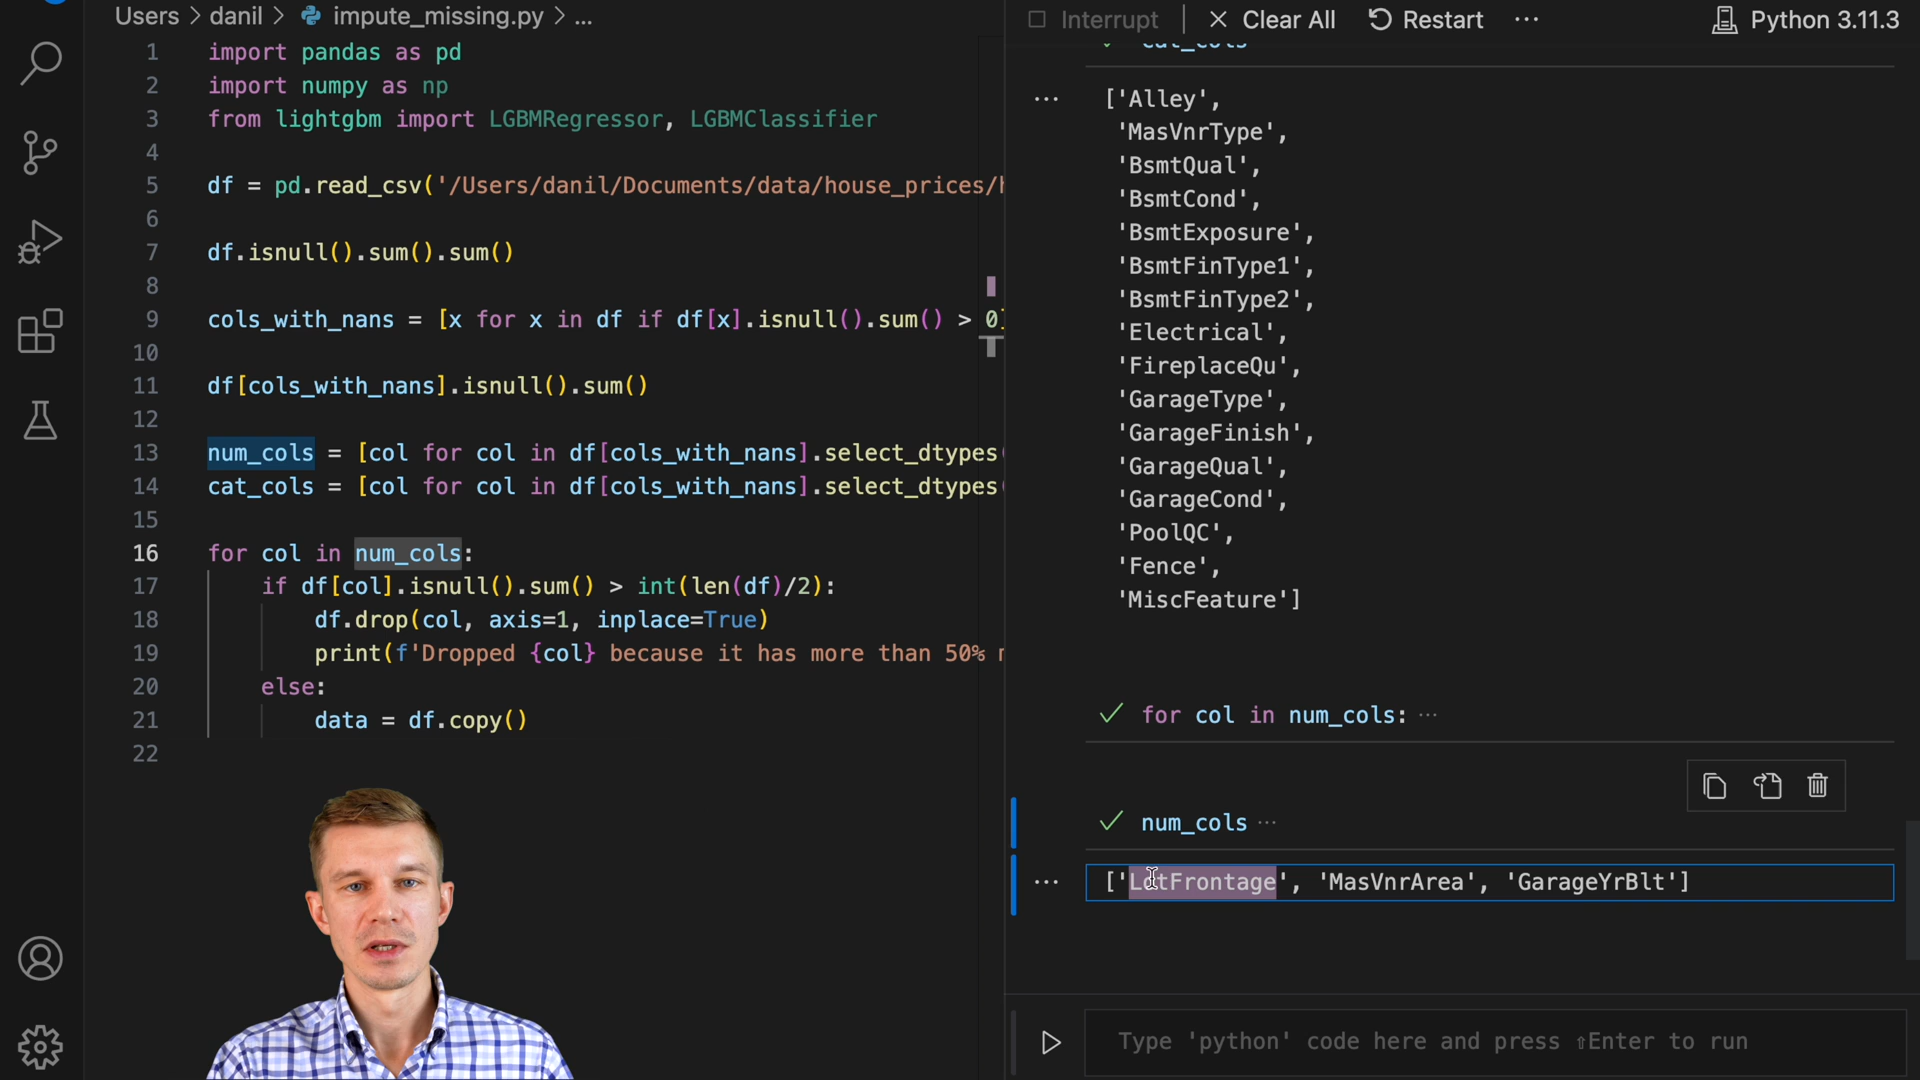 Users > danil > impute_missing.py > ...
1 import pandas as pd
2 import numpy as np
3 from lightgbm import LGBMRegressor, LGBMClassifier
4
5 df = pd.read_csv('/Users/danil/Documents/data/house_prices/
6
7 df.isnull().sum().sum()
8
9 cols_with_nans = [x for x in df if df[x].isnull().sum() > 0]
10
11 df[cols_with_nans].isnull().sum()
12
13 num_cols = [col for col in df[cols_with_nans].select_dtypes(
14 cat_cols = [col for col in df[cols_with_nans].select_dtypes(
15
16 for col in num_cols:
17 if df[col].isnull().sum() > int(len(df)/2):
18 df.drop(col, axis=1, inplace=True)
19 print(f'Dropped {col} because it has more than 50%
20 else:
21 data = df.copy()
22
Interrupt | Clear All Restart ... Python 3.11.3
cat_cols
['Alley',
'MasVnrType',
'BsmtQual',
'BsmtCond',
'BsmtExposure',
'BsmtFinType1',
'BsmtFinType2',
'Electrical',
'FireplaceQu',
'GarageType',
'GarageFinish',
'GarageQual',
'GarageCond',
'PoolQC',
'Fence',
'MiscFeature']
for col in num_cols: ...
num_cols ...
['LotFrontage', 'MasVnrArea', 'GarageYrBlt']
Type 'python' code here and press ⇧Enter to run